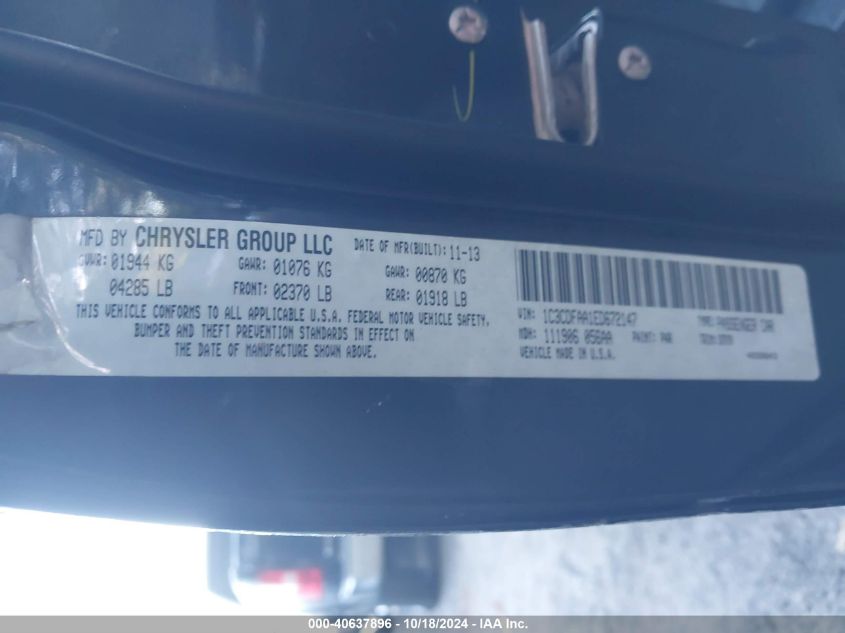 MFD BY CHRYSLER GROUP LLC DATE OF MFR(BUILT): 11-13
GVWR: 01944 KG GAWR: 01076 KG GAWR: 00870 KG
04285 LB FRONT: 02370 LB REAR: 01918 LB
THIS VEHICLE CONFORMS TO ALL APPLICABLE U.S.A. FEDERAL MOTOR VEHICLE SAFETY,
BUMPER AND THEFT PREVENTION STANDARDS IN EFFECT ON
THE DATE OF MANUFACTURE SHOWN ABOVE.
VIN: 1C3CDFAA1ED672147 TYPE: PASSENGER CAR
MDH: 111906 056AA PAINT: PAR TRIM:
VEHICLE MADE IN U.S.A.
000-40637896 - 10/18/2024 - IAA Inc.